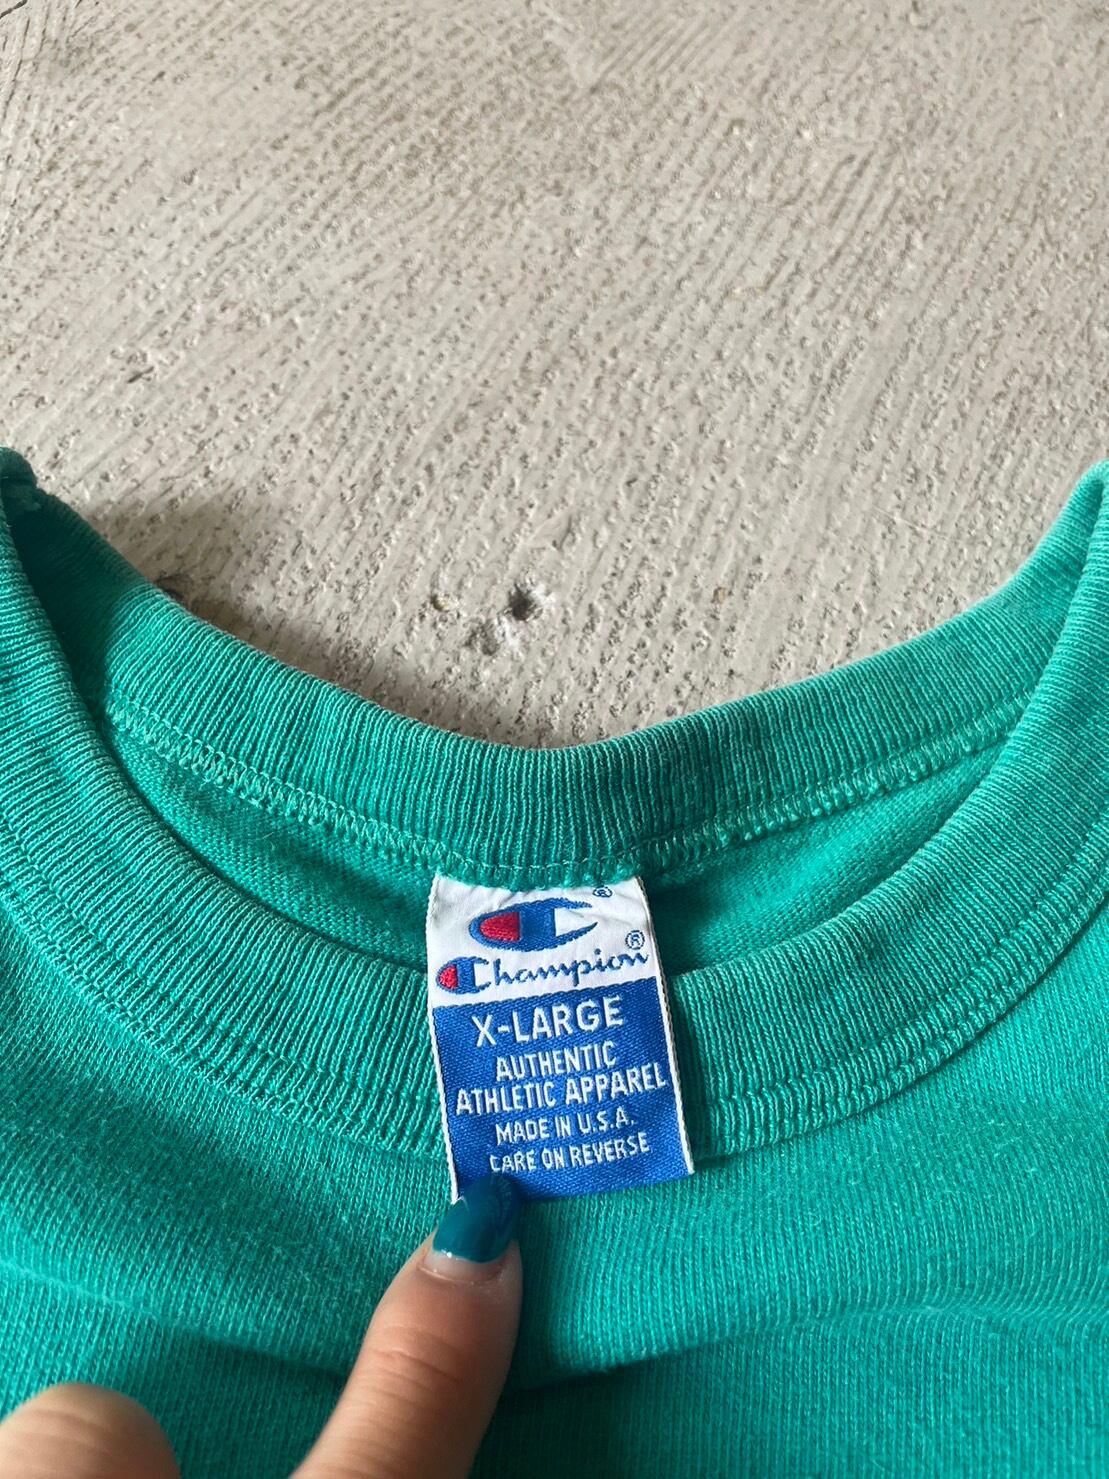 ®
Champion®
X-LARGE
AUTHENTIC
ATHLETIC APPAREL
MADE IN U.S.A.
CARE ON REVERSE